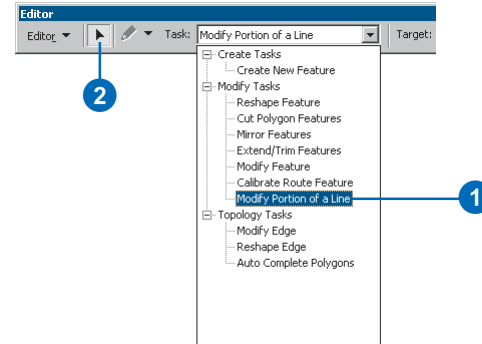 Editor
Editor Task: Modify Portion of a Line Target:
Create Tasks
Create New Feature
2
Modify Tasks
Reshape Feature
Cut Polygon Features
Mirror Features
Extend/Trim Features
Modify Feature
Calibrate Route Feature
Modify Portion of a Line 1
Topology Tasks
Modify Edge
Reshape Edge
Auto Complete Polygons